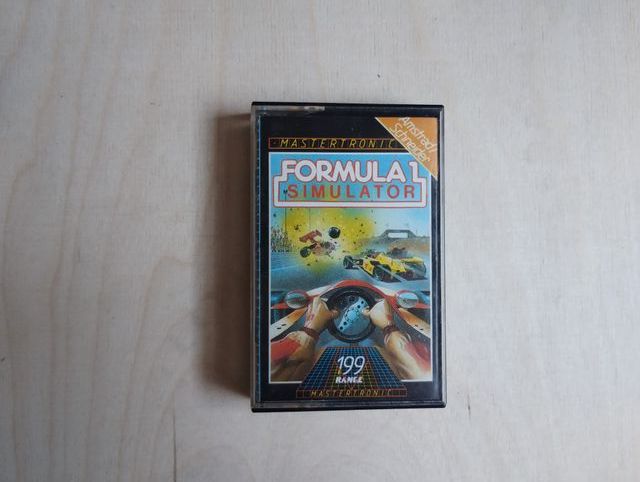 MASTERTRONIC
Amstrad/
Schneider
FORMULA 1
SIMULATOR
199
RANGE
MASTERTRONIC